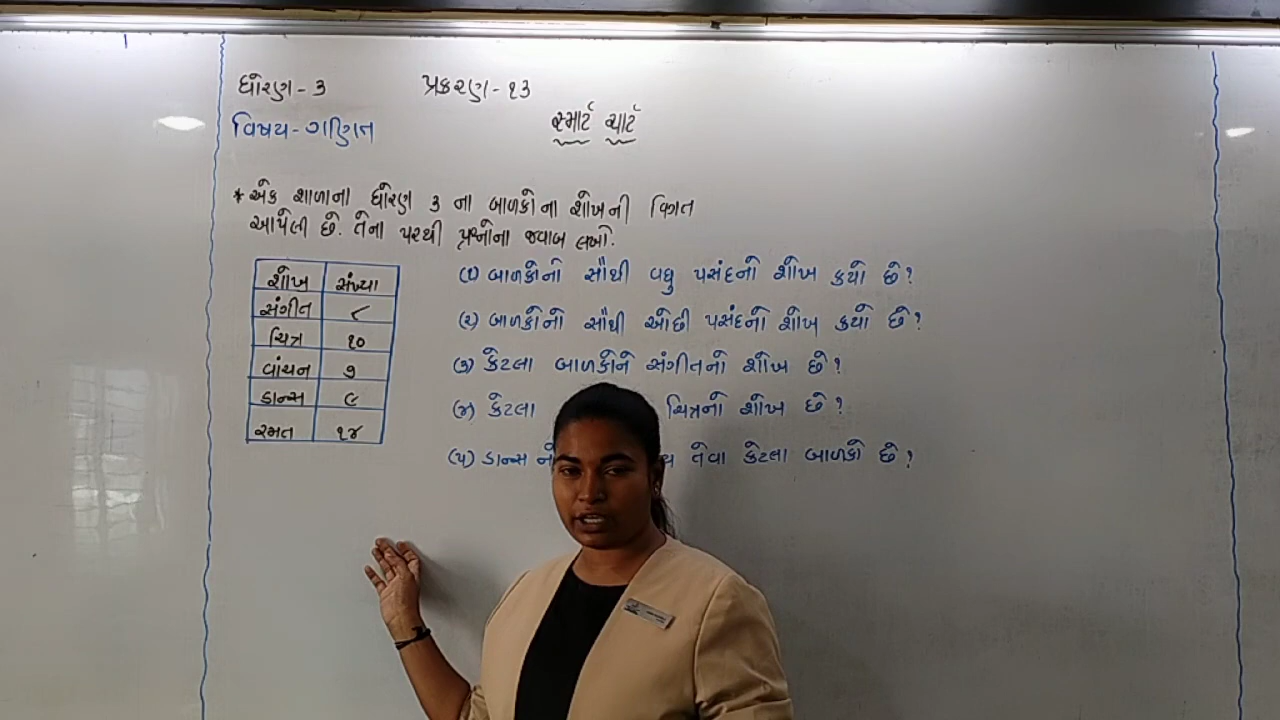 ધોરણ - ૩ પ્રકરણ - ૧૩
વિષય - ગણિત
સ્માર્ટ ચાર્ટ
* એક શાળાના ધોરણ ૩ ના બાળકોના શોખની વિગત
આપેલી છે. તેના પરથી પ્રશ્નોના જવાબ લખો.
શોખ સંખ્યા
સંગીત ૮
ચિત્ર ૧૦
વાંચન ૭
ડાન્સ ૯
રમત ૧૪
(૧) બાળકોનો સૌથી વધુ પસંદનો શોખ કયો છે?
(૨) બાળકોનો સૌથી ઓછી પસંદનો શોખ કયો છે?
(૩) કેટલા બાળકોને સંગીતનો શોખ છે?
(૪) કેટલા ચિત્રનો શોખ છે?
(૫) ડાન્સ નો તેવા કેટલા બાળકો છે?